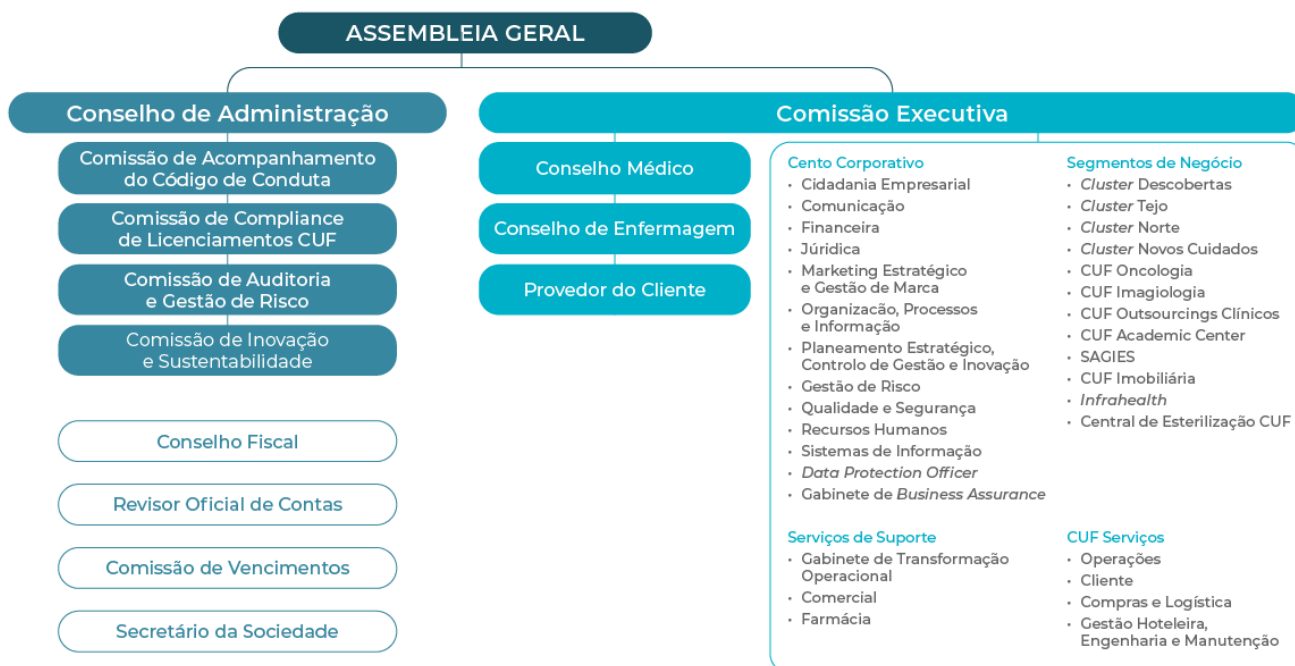 ASSEMBLEIA GERAL
Conselho de Administração
Comissão de Acompanhamento
do Código de Conduta
Comissão de Compliance
de Licenciamentos CUF
Comissão de Auditoria
e Gestão de Risco
Comissão de Inovação
e Sustentabilidade
Conselho Fiscal
Revisor Oficial de Contas
Comissão de Vencimentos
Secretário da Sociedade
Comissão Executiva
Conselho Médico
Conselho de Enfermagem
Provedor do Cliente
Cento Corporativo
• Cidadania Empresarial
• Comunicação
• Financeira
• Júridica
• Marketing Estratégico
e Gestão de Marca
• Organizacão, Processos
e Informação
• Planeamento Estratégico,
Controlo de Gestão e Inovação
• Gestão de Risco
• Qualidade e Segurança
• Recursos Humanos
• Sistemas de Informação
• Data Protection Officer
• Gabinete de Business Assurance
Segmentos de Negócio
• Cluster Descobertas
• Cluster Tejo
• Cluster Norte
• Cluster Novos Cuidados
• CUF Oncologia
• CUF Imagiologia
• CUF Outsourcings Clínicos
• CUF Academic Center
• SAGIES
• CUF Imobiliária
• Infrahealth
• Central de Esterilização CUF
Serviços de Suporte
• Gabinete de Transformação
Operacional
• Comercial
• Farmácia
CUF Serviços
• Operações
• Cliente
• Compras e Logística
• Gestão Hoteleira,
Engenharia e Manutenção